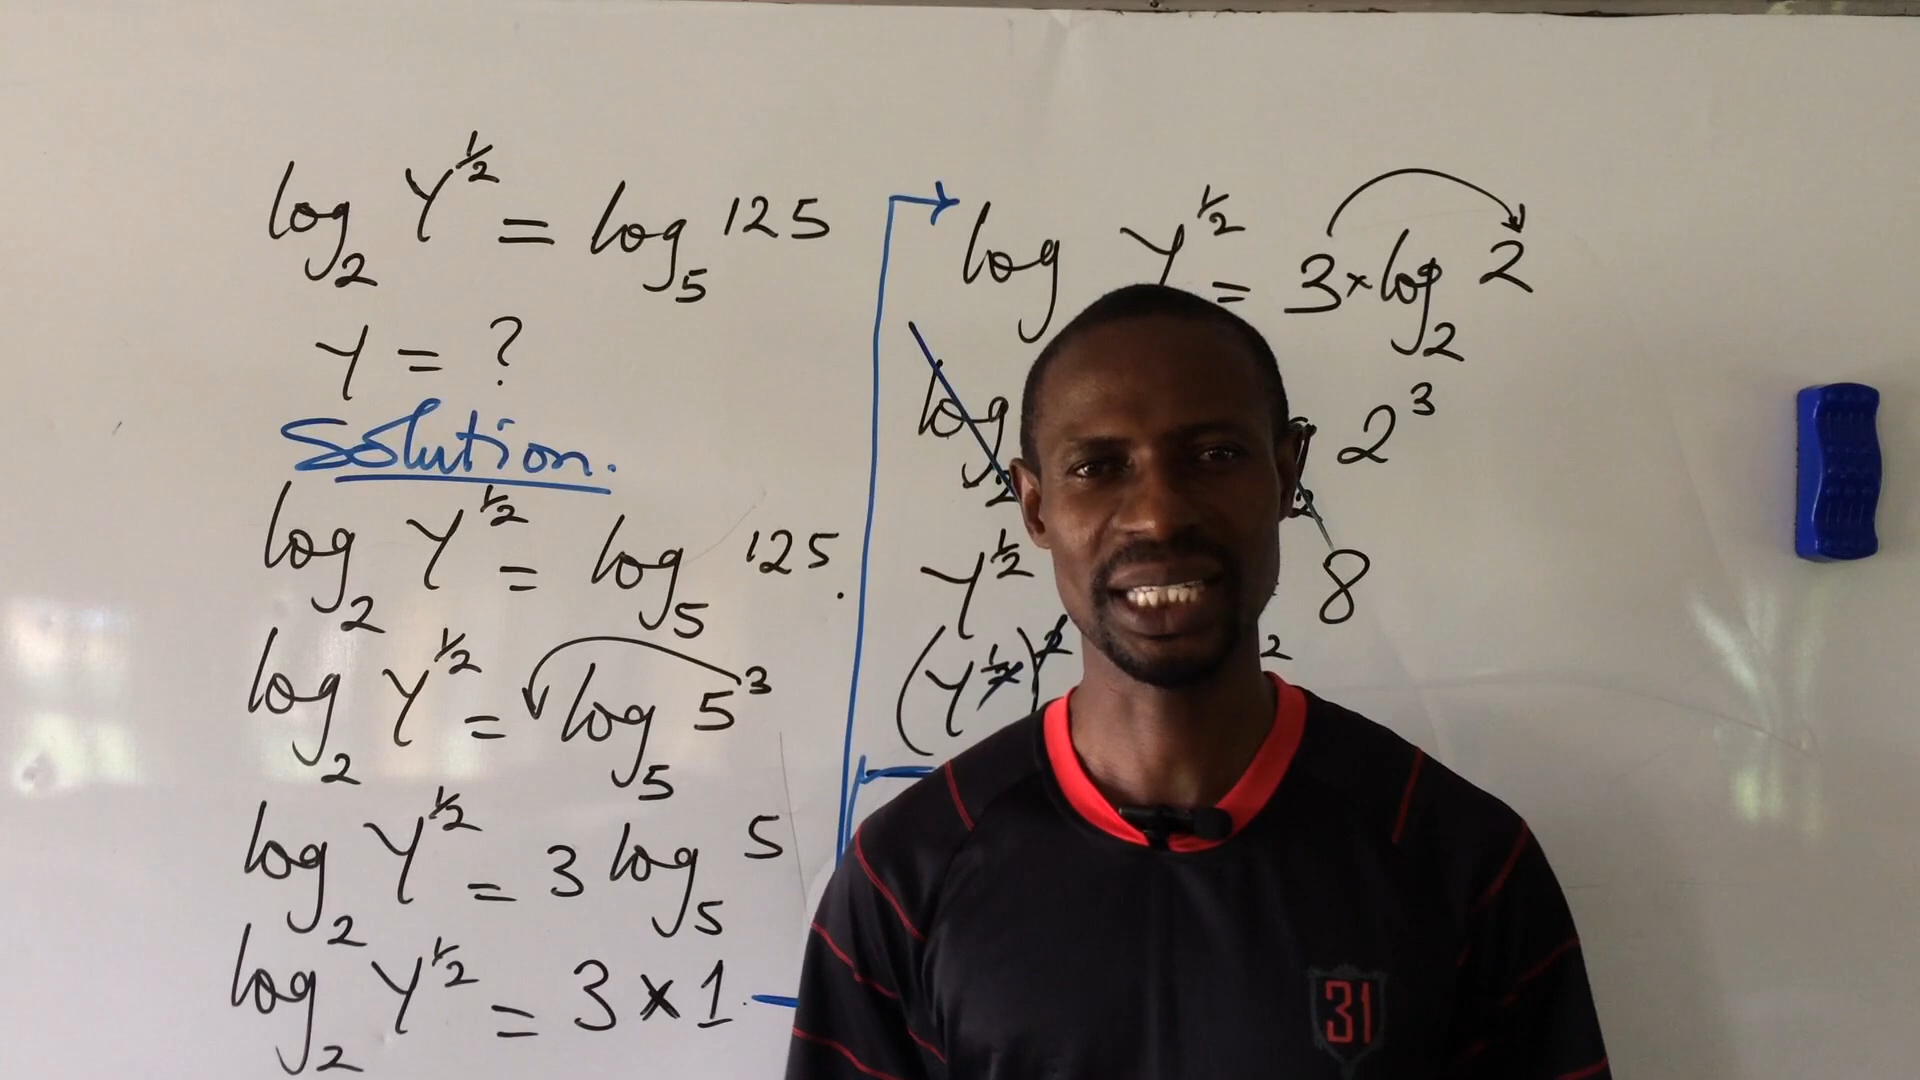 log₂ Y^½ = log₅ 125
Y = ?
Solution.
log₂ Y^½ = log₅ 125.
log₂ Y^½ = log₅ 5³
log₂ Y^½ = 3 log₅ 5
log₂ Y^½ = 3 × 1
log Y^½ = 3 × log₂ 2
log₂ 2³
Y^½ 8
(Y^½)² ²
31